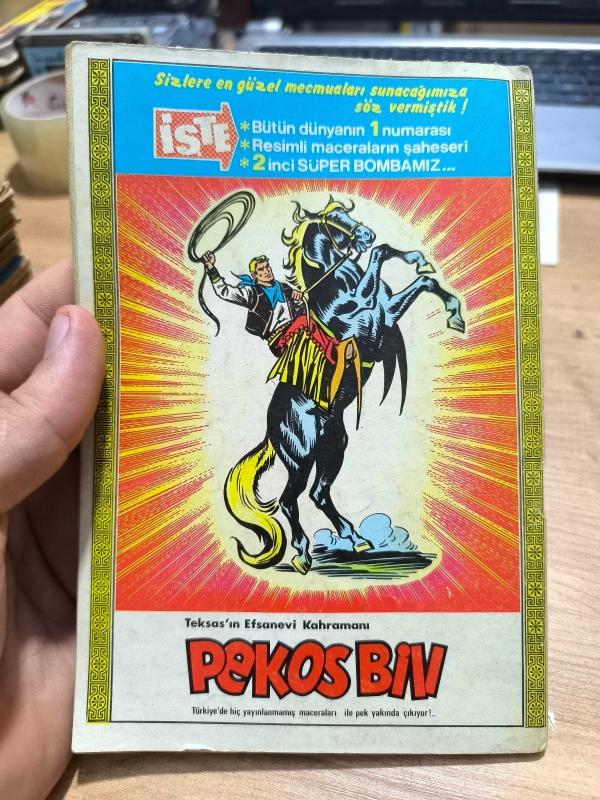 Sizlere en güzel mecmuaları sunacağımıza
söz vermiştik!
İŞTE
*Bütün dünyanın 1 numarası
*Resimli maceraların şaheseri
*2 inci SÜPER BOMBAMIZ...
Teksas'ın Efsanevi Kahramanı
PeKOS Bill
Türkiye'de hiç yayınlanmamış maceraları ile pek yakında çıkıyor!..